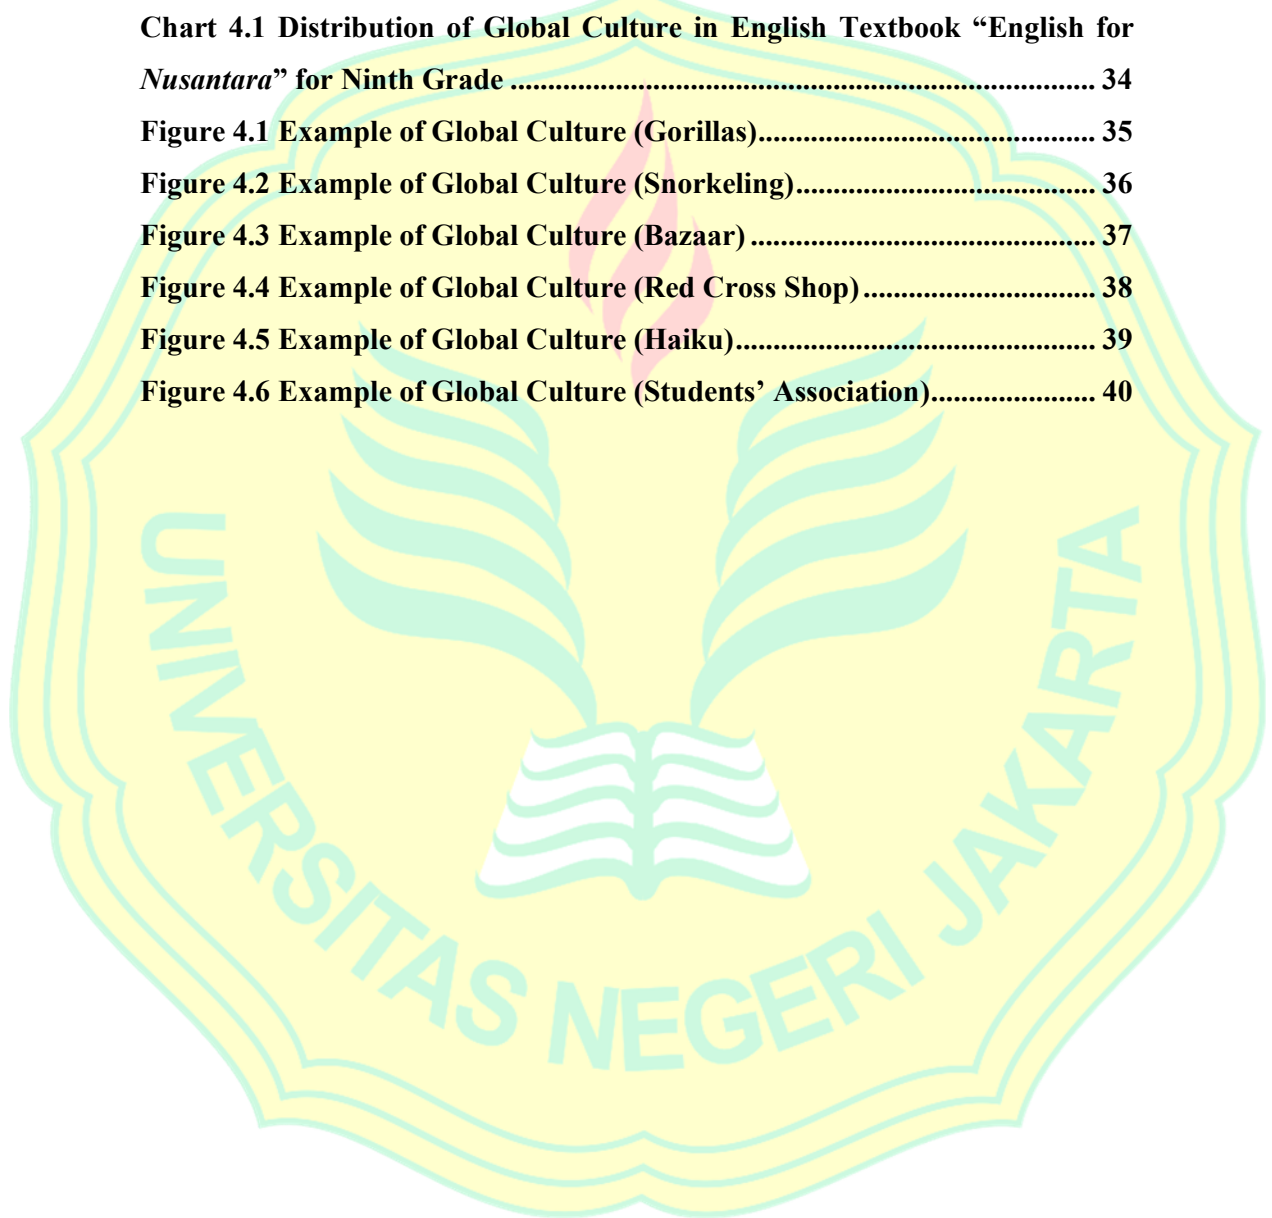 Chart 4.1 Distribution of Global Culture in English Textbook “English for
Nusantara” for Ninth Grade .............................................................................. 34
Figure 4.1 Example of Global Culture (Gorillas)............................................. 35
Figure 4.2 Example of Global Culture (Snorkeling)........................................ 36
Figure 4.3 Example of Global Culture (Bazaar) .............................................. 37
Figure 4.4 Example of Global Culture (Red Cross Shop)............................... 38
Figure 4.5 Example of Global Culture (Haiku)................................................ 39
Figure 4.6 Example of Global Culture (Students’ Association)...................... 40
UNIVERSITAS NEGERI JAKARTA